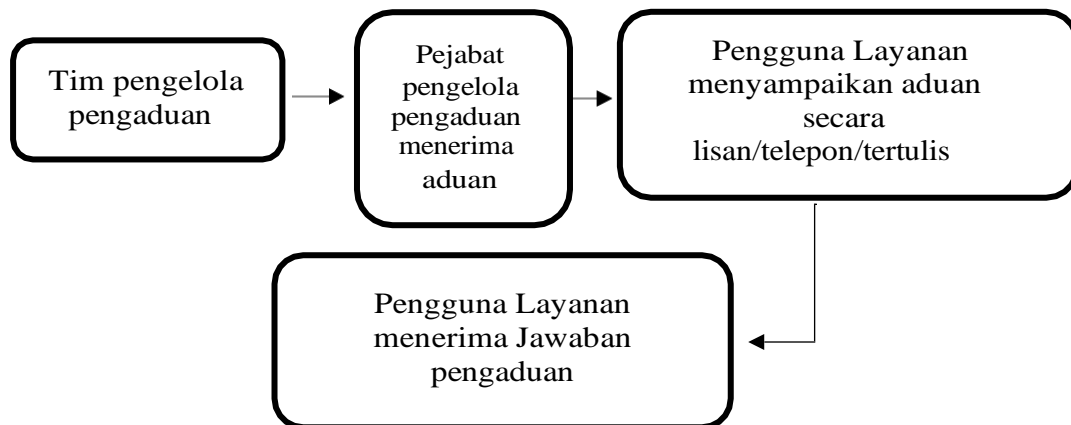 Tim pengelola
pengaduan
Pejabat
pengelola
pengaduan
menerima
aduan
Pengguna Layanan
menyampaikan aduan
secara
lisan/telepon/tertulis
Pengguna Layanan
menerima Jawaban
pengaduan